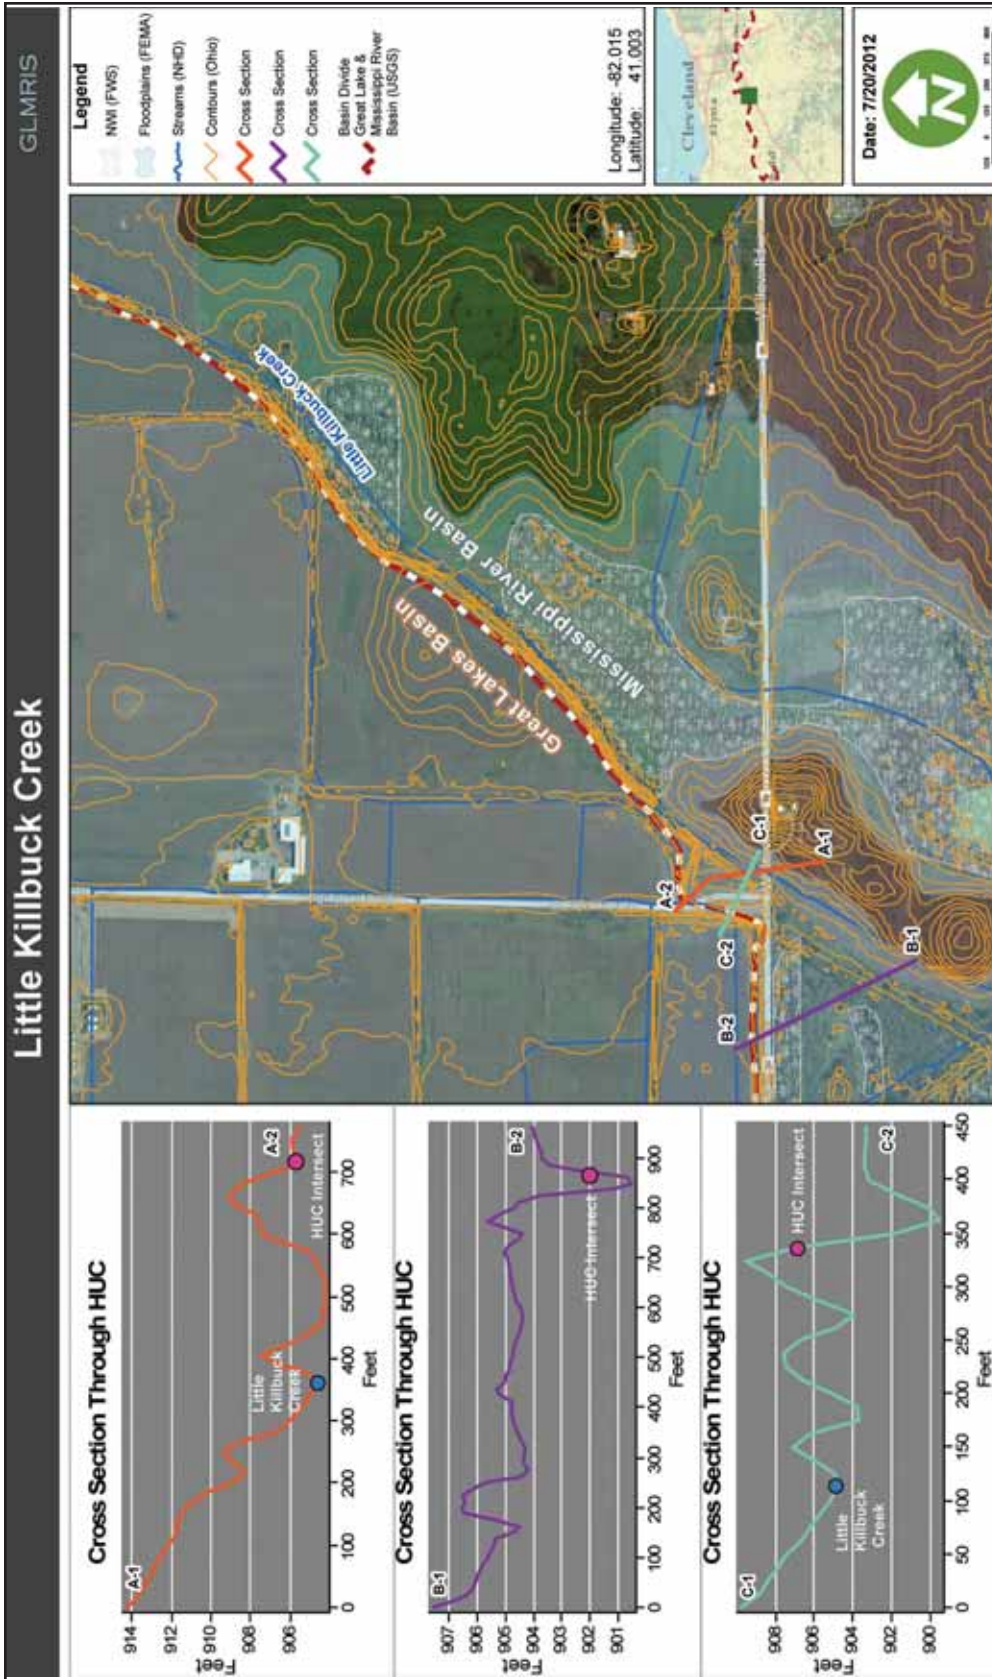 Little Killbuck Creek
GLMRIS
Cross Section Through HUC
Feet
914
912
910
908
906
A-1
Little
Killbuck
Creek
A-2
HUC Intersect
0
100
200
300
400
500
600
700
Feet
Feet
907
906
905
904
903
902
901
B-1
B-2
HUC Intersect
0
100
200
300
400
500
600
700
800
900
Feet
Cross Section Through HUC
Feet
908
906
904
902
900
C-1
Little
Killbuck
Creek
HUC Intersect
C-2
0
50
100
150
200
250
300
350
400
450
Feet
Little Killbuck Creek
Great Lakes Basin
Mississippi River Basin
A-2
C-2
C-1
A-1
B-2
B-1
Legend
NWI (FWS)
Floodplains (FEMA)
Streams (NHD)
Contours (Ohio)
Cross Section
Cross Section
Cross Section
Basin Divide
Great Lake &
Mississippi River
Basin (USGS)
Longitude: -82.015
Latitude: 41.003
Cleveland
Elyria
Date: 7/20/2012
N